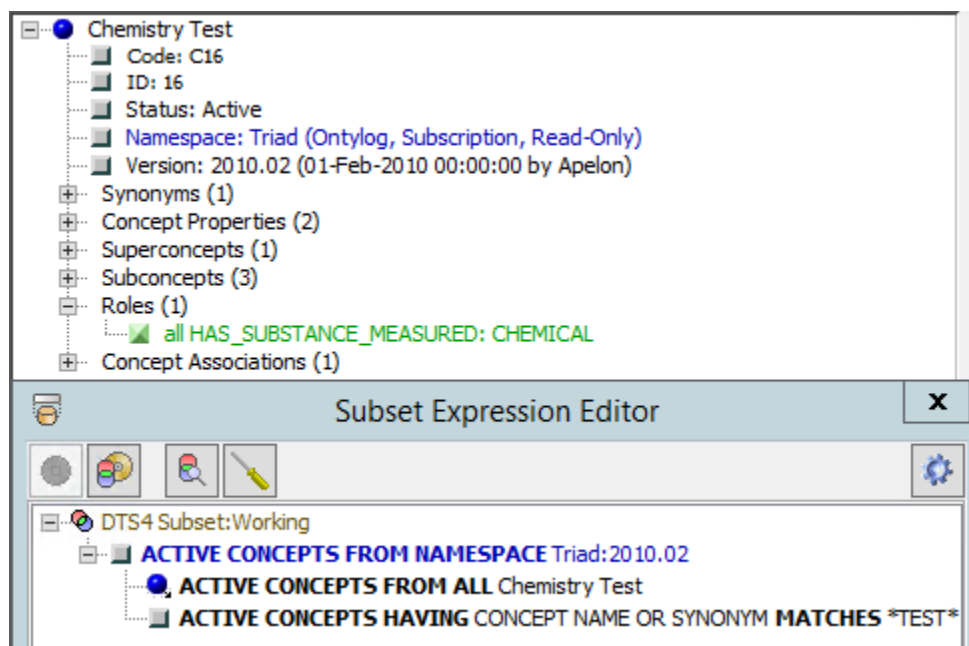 Chemistry Test
Code: C16
ID: 16
Status: Active
Namespace: Triad (Ontylog, Subscription, Read-Only)
Version: 2010.02 (01-Feb-2010 00:00:00 by Apelon)
Synonyms (1)
Concept Properties (2)
Superconcepts (1)
Subconcepts (3)
Roles (1)
all HAS_SUBSTANCE_MEASURED: CHEMICAL
Concept Associations (1)
Subset Expression Editor
x
DTS4 Subset:Working
ACTIVE CONCEPTS FROM NAMESPACE Triad:2010.02
ACTIVE CONCEPTS FROM ALL Chemistry Test
ACTIVE CONCEPTS HAVING CONCEPT NAME OR SYNONYM MATCHES *TEST*